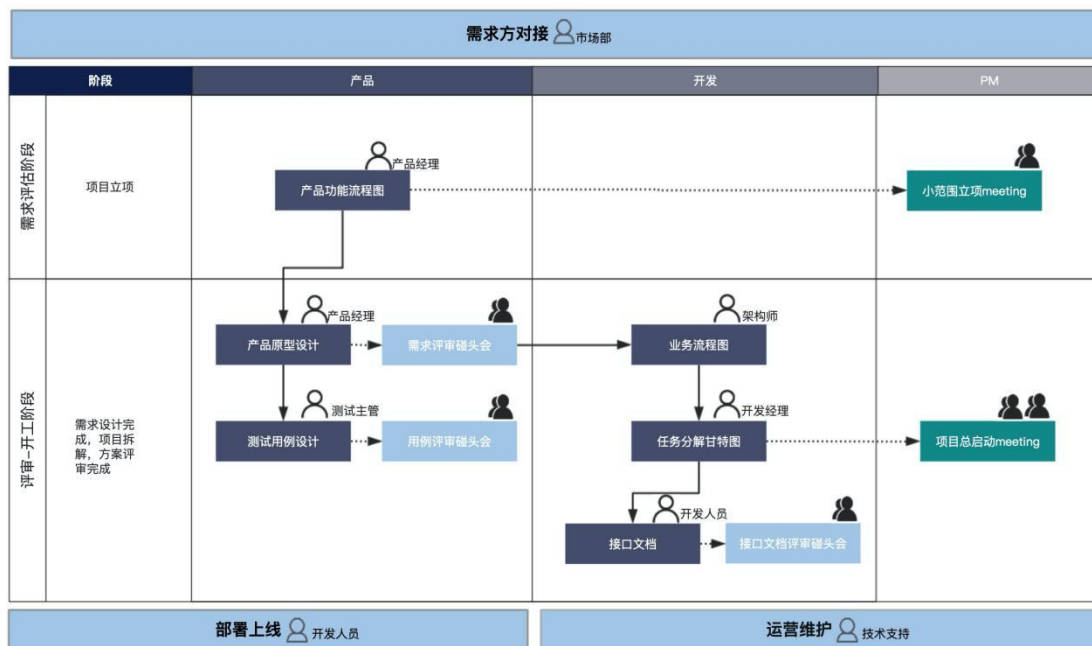 需求方对接 市场部
阶段 产品 开发 PM
需求评估阶段
项目立项
产品经理
产品功能流程图
小范围立项meeting
评审-开工阶段
需求设计完
成，项目拆
解，方案评
审完成
产品经理
架构师
产品原型设计
需求评审碰头会
业务流程图
测试主管
开发经理
测试用例设计
用例评审碰头会
任务分解甘特图
项目总启动meeting
开发人员
接口文档
接口文档评审碰头会
部署上线 开发人员
运营维护 技术支持